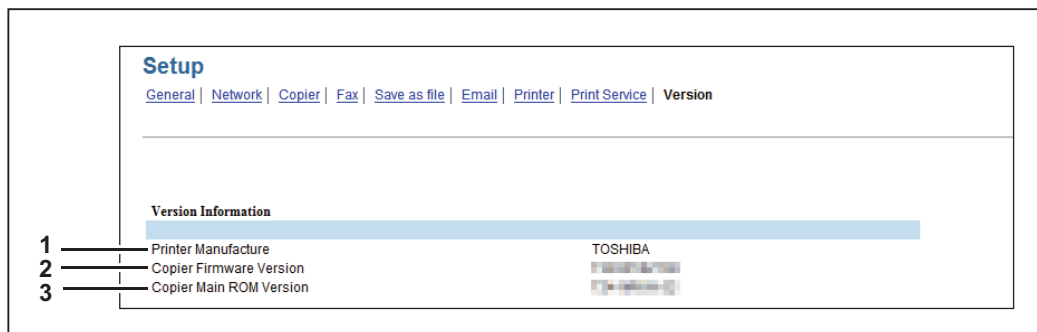 Setup
General | Network | Copier | Fax | Save as file | Email | Printer | Print Service | Version
Version Information
1 Printer Manufacture TOSHIBA
2 Copier Firmware Version
3 Copier Main ROM Version